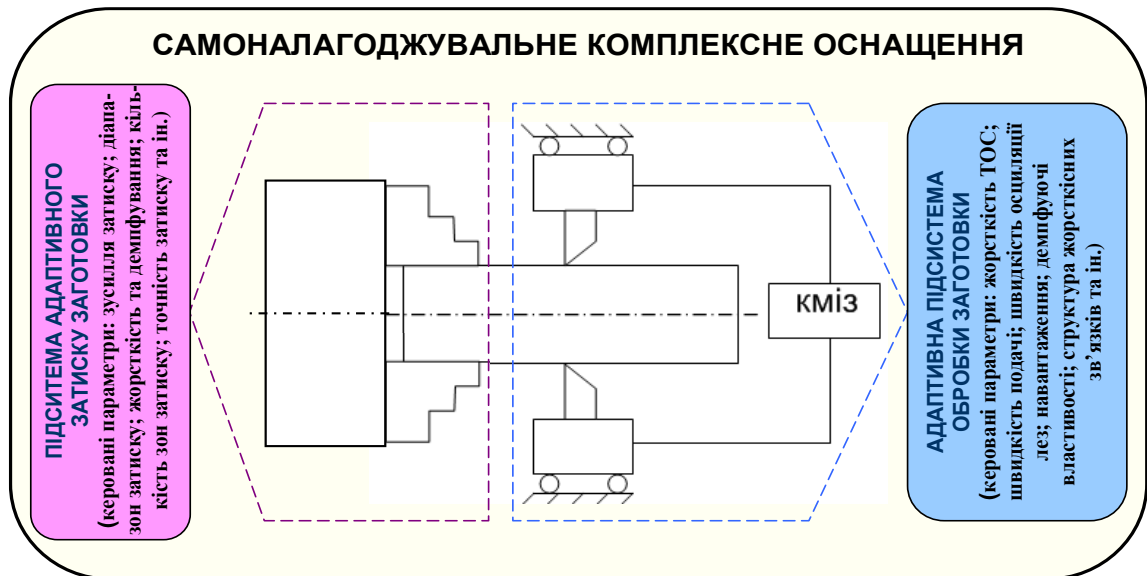 САМОНАЛАГОДЖУВАЛЬНЕ КОМПЛЕКСНЕ ОСНАЩЕННЯ
ПІДСИТЕМА АДАПТИВНОГО
ЗАТИСКУ ЗАГОТОВКИ
(керовані параметри: зусилля затиску; діапа-
зон затиску; жорсткість та демпфування; кіль-
кість зон затиску; точність затиску та ін.)
КМІЗ
АДАПТИВНА ПІДСИСТЕМА
ОБРОБКИ ЗАГОТОВКИ
(керовані параметри: жорсткість ТОС;
швидкість подачі; швидкість осциляції
лез; навантаження; демпфуючі
властивості; структура жорсткісних
зв’язків та ін.)